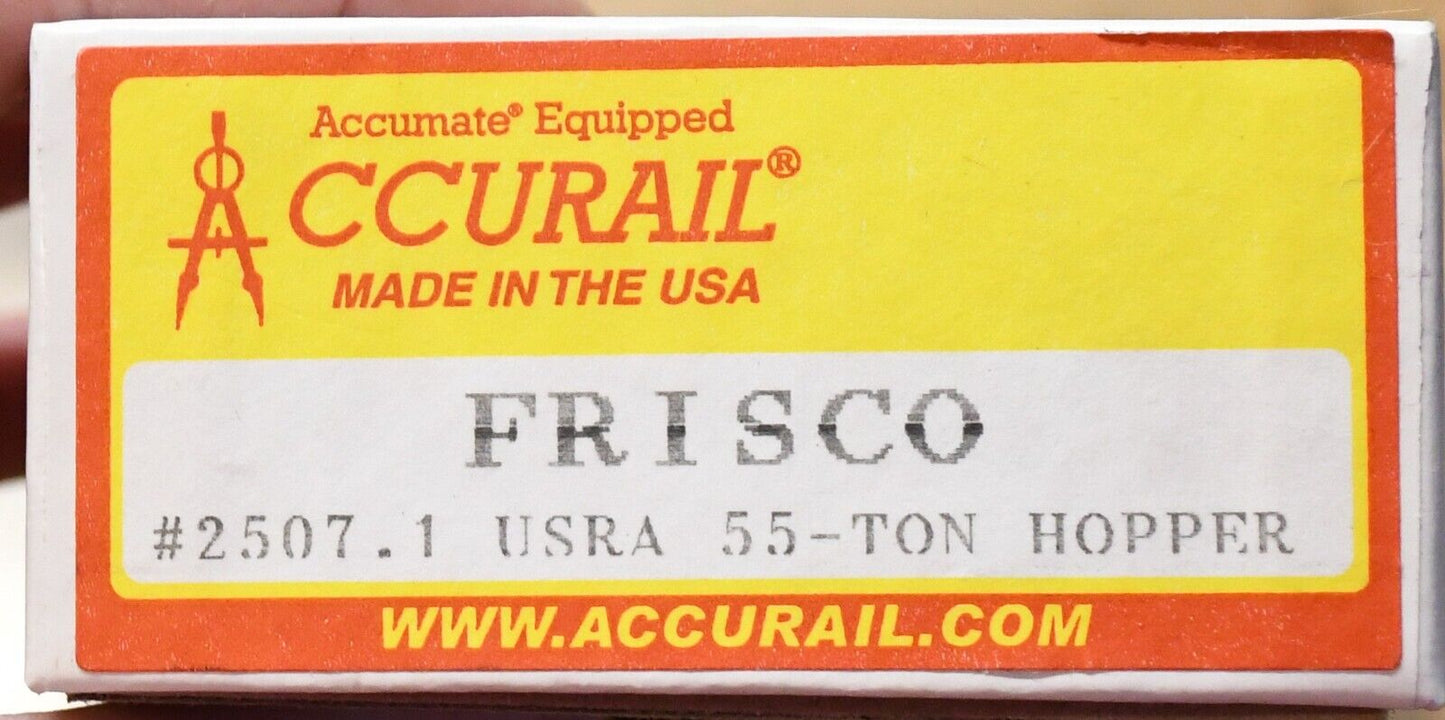 Accumate® Equipped
ACCURAIL®
MADE IN THE USA
FRISCO
#2507.1 USRA 55-TON HOPPER
WWW.ACCURAIL.COM